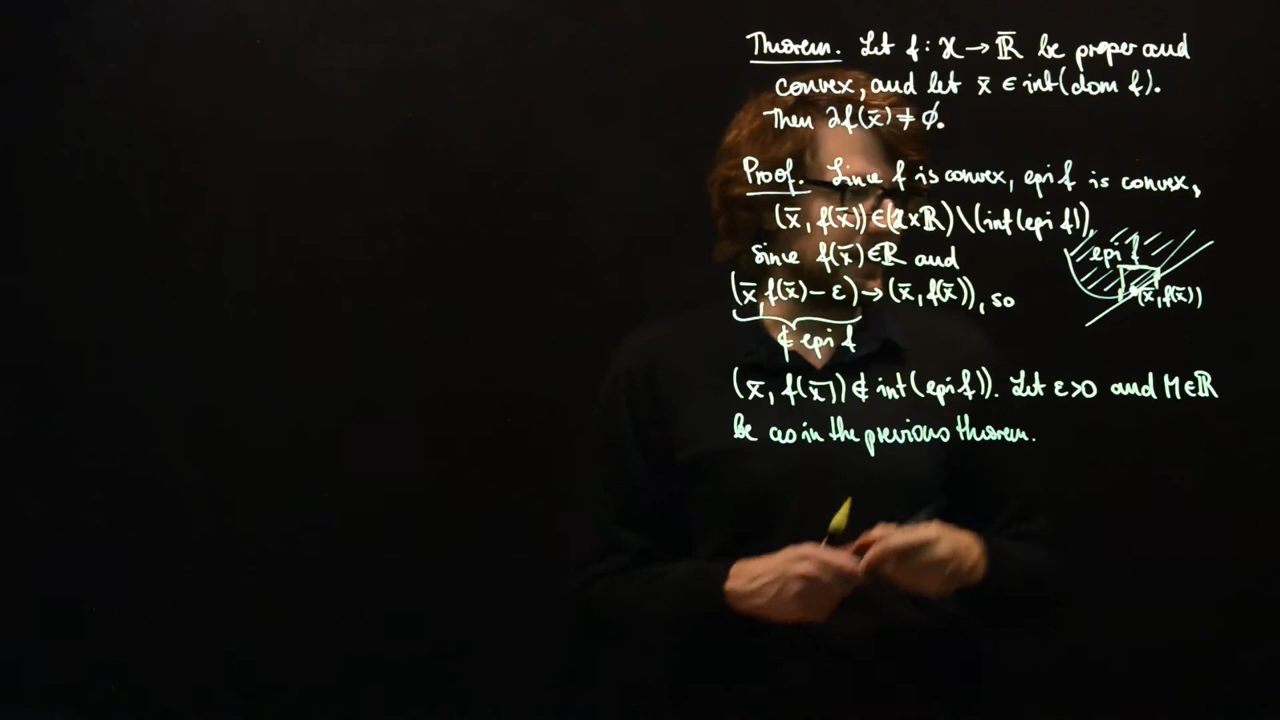 Theorem. Let f : X → R̄ be proper and
convex, and let x̄ ∈ int(dom f).
Then ∂f(x̄) ≠ ∅.
Proof. Since f is convex, epi f is convex,
(x̄, f(x̄)) ∈ (X×ℝ) \ (int(epi f)),
since f(x̄) ∈ ℝ and
(x̄, f(x̄) − ε) → (x̄, f(x̄)), so
∉ epi f
epi f
(x̄, f(x̄))
(x̄, f(x̄)) ∉ int(epi f)). Let ε>0 and M∈ℝ
be as in the previous theorem.